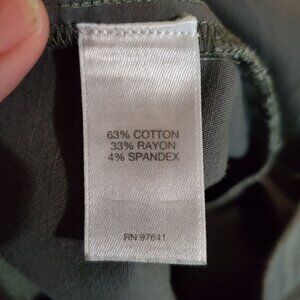 63% COTTON
33% RAYON
4% SPANDEX
RN 97641